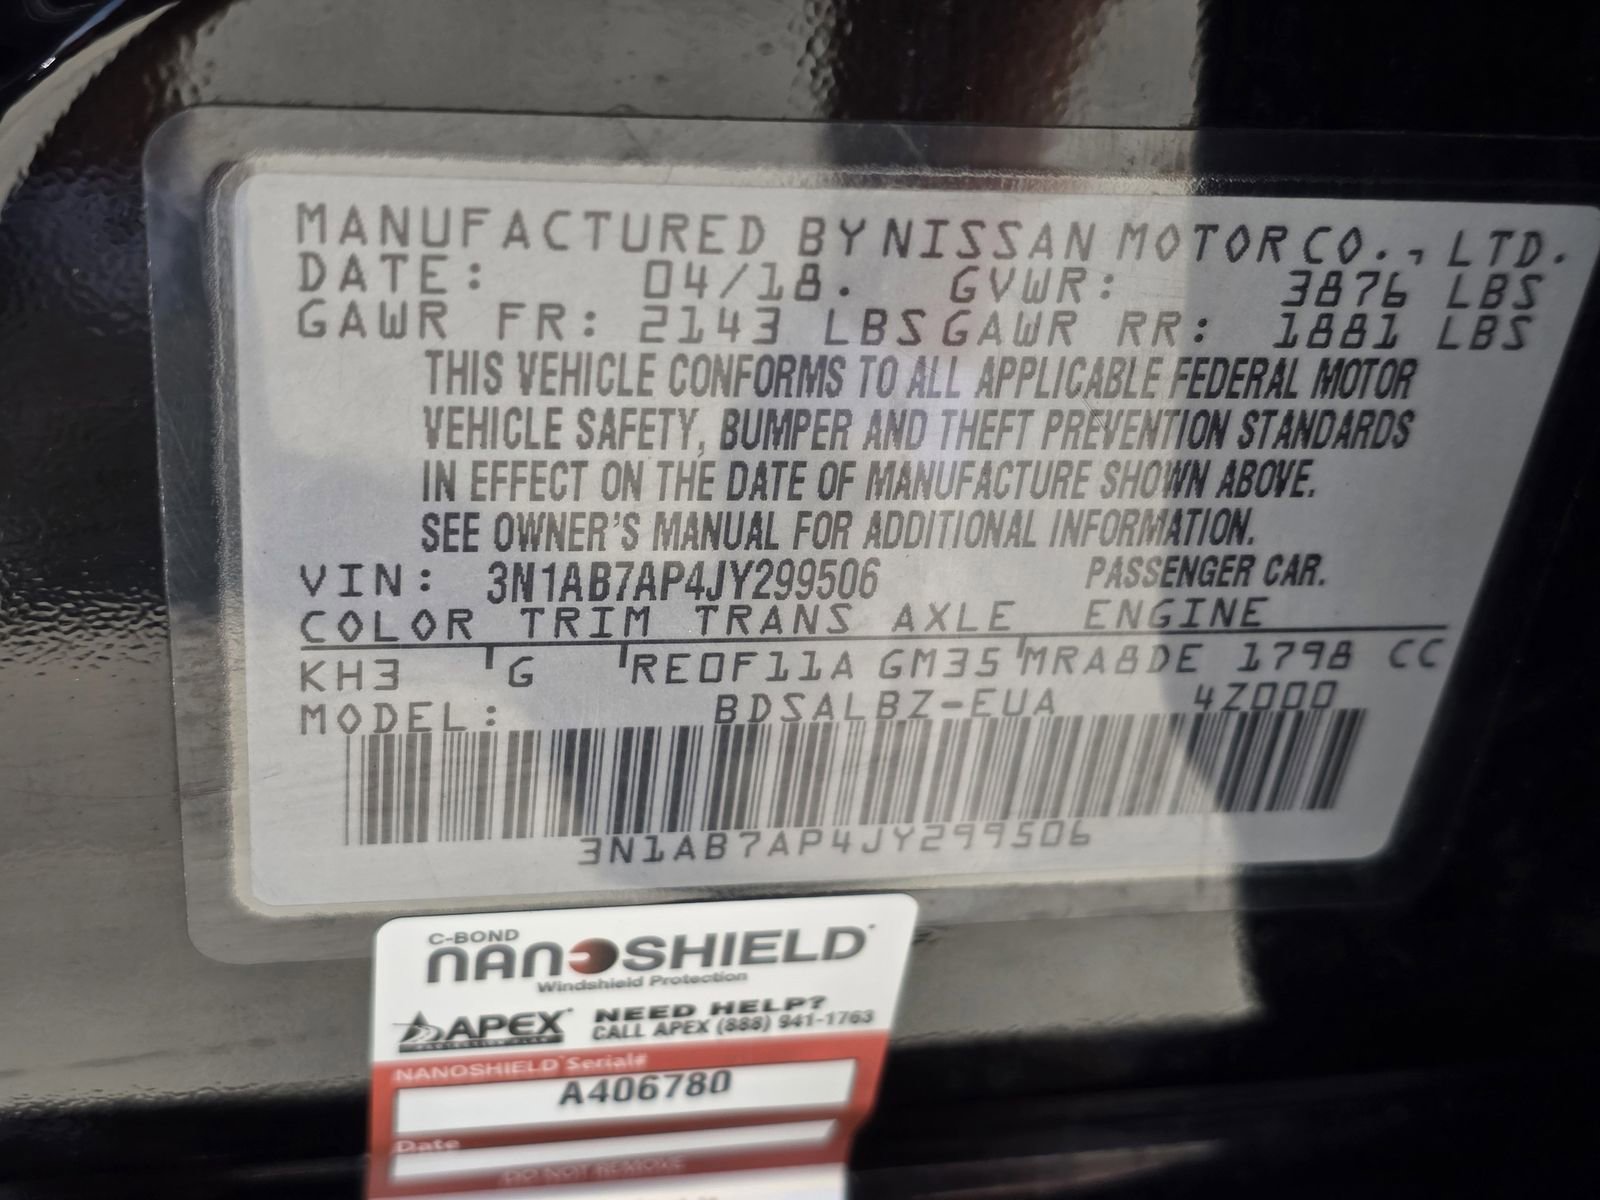 MANUFACTURED BY NISSAN MOTOR CO., LTD.
DATE: 04/18. GVWR: 3876 LBS
GAWR FR: 2143 LBS GAWR RR: 1881 LBS
THIS VEHICLE CONFORMS TO ALL APPLICABLE FEDERAL MOTOR
VEHICLE SAFETY, BUMPER AND THEFT PREVENTION STANDARDS
IN EFFECT ON THE DATE OF MANUFACTURE SHOWN ABOVE.
SEE OWNER'S MANUAL FOR ADDITIONAL INFORMATION.
VIN: 3N1AB7AP4JY299506 PASSENGER CAR.
COLOR TRIM TRANS AXLE ENGINE
KH3 G RE0F11A GM35 MRA8DE 1798 CC
MODEL: BDSALBZ-EUA 4Z000
3N1AB7AP4JY299506
C-BOND
NANOSHIELD
Windshield Protection
APEX NEED HELP?
CALL APEX (888) 941-1763
NANOSHIELD Serial#
A406780
Date
DO NOT REMOVE